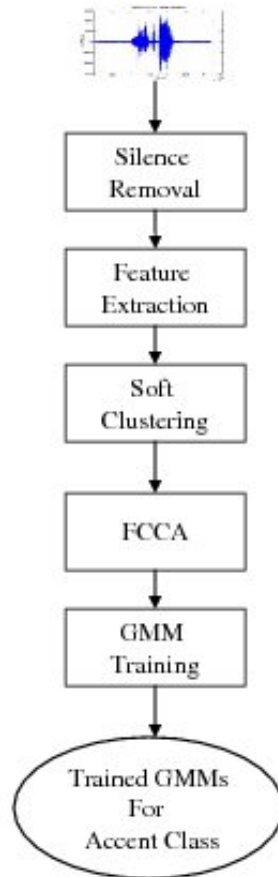 Silence
Removal
Feature
Extraction
Soft
Clustering
FCCA
GMM
Training
Trained GMMs
For
Accent Class